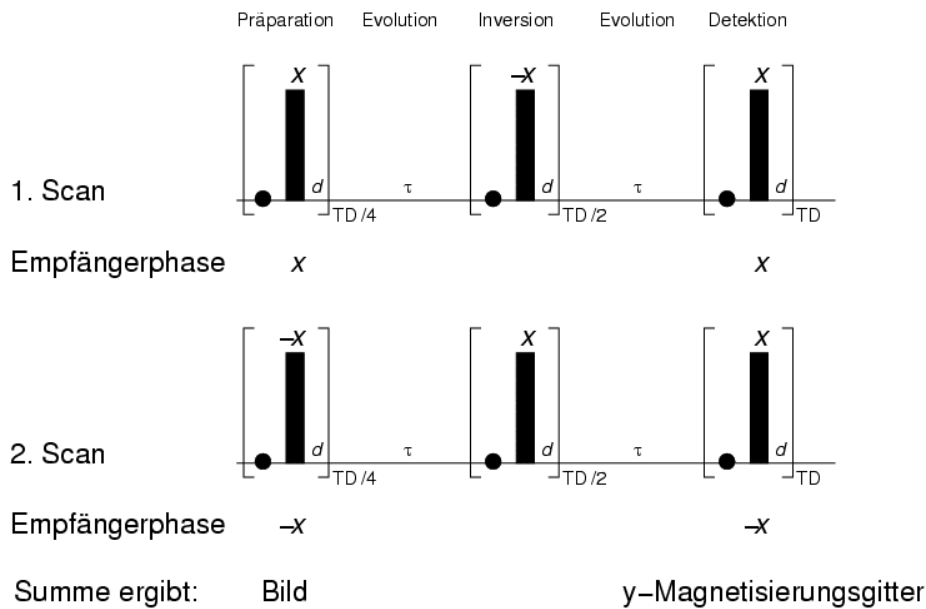 Präparation Evolution Inversion Evolution Detektion
x –x x
1. Scan d τ d τ d
TD/4 TD/2 TD
Empfängerphase x x
–x x x
2. Scan d τ d τ d
TD/4 TD/2 TD
Empfängerphase –x –x
Summe ergibt: Bild y–Magnetisierungsgitter